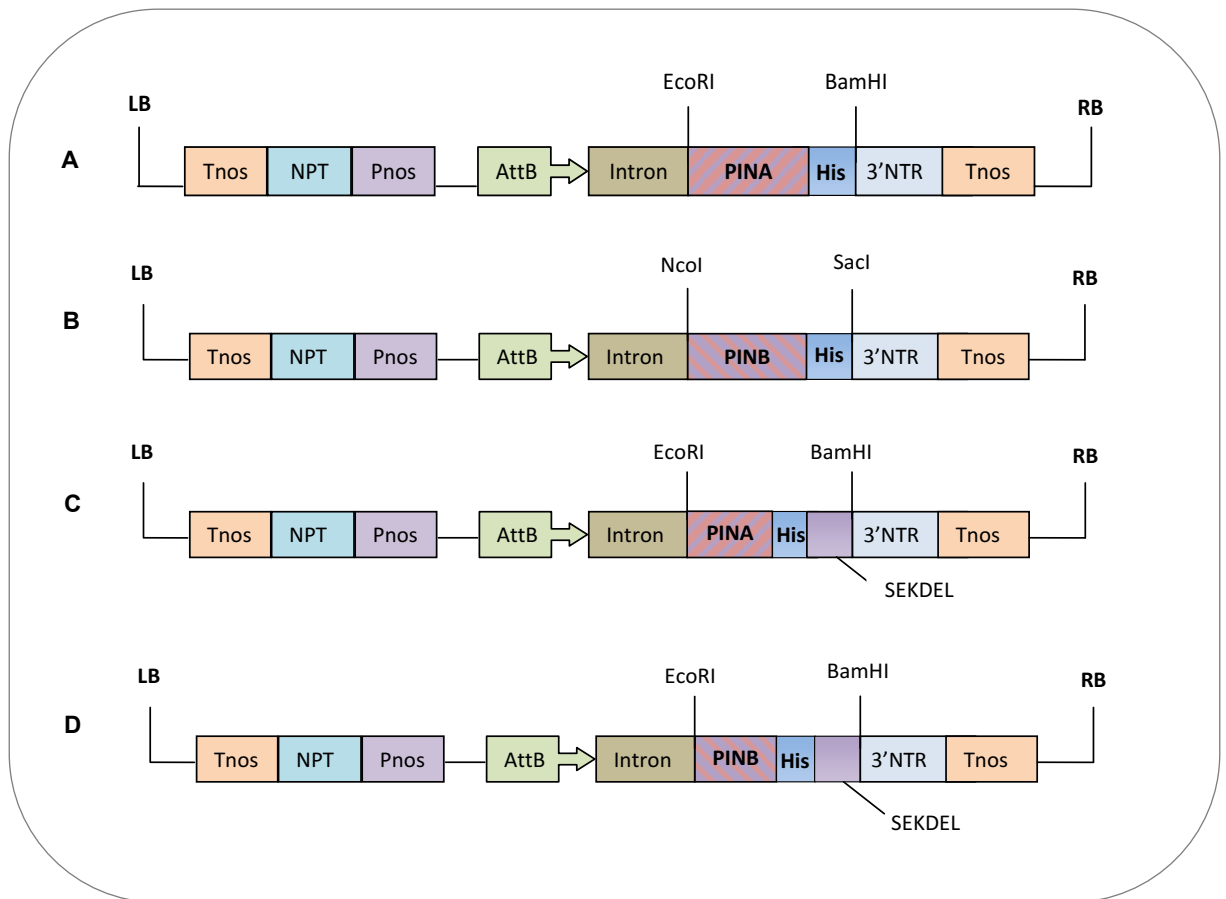 EcoRI BamHI
LB RB
A
Tnos NPT Pnos AttB Intron PINA His 3’NTR Tnos
NcoI SacI
LB RB
B
Tnos NPT Pnos AttB Intron PINB His 3’NTR Tnos
EcoRI BamHI
LB RB
C
Tnos NPT Pnos AttB Intron PINA His 3’NTR Tnos
SEKDEL
EcoRI BamHI
LB RB
D
Tnos NPT Pnos AttB Intron PINB His 3’NTR Tnos
SEKDEL